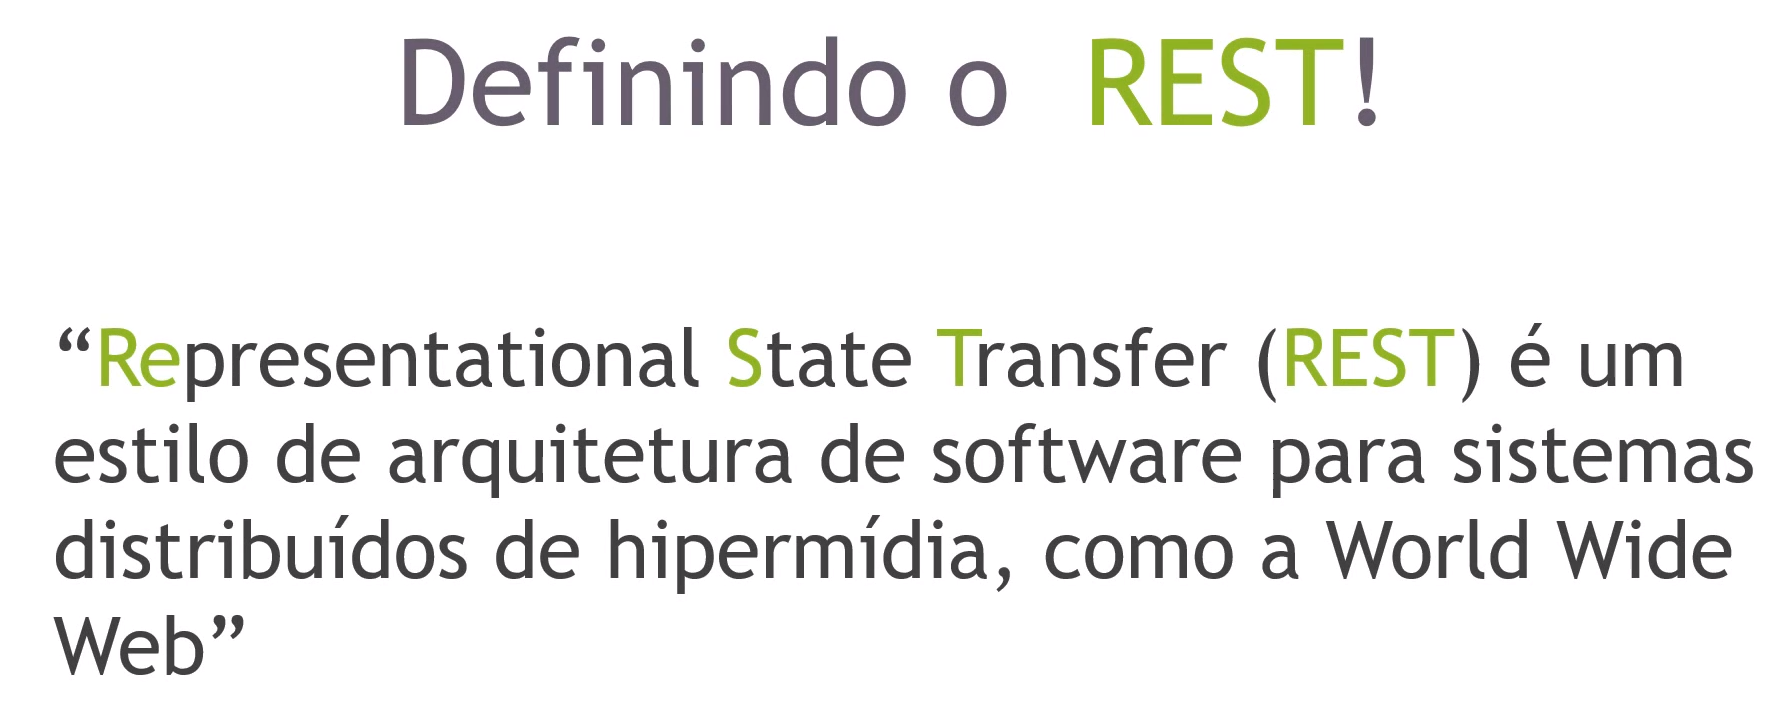 Definindo o REST!
“Representational State Transfer (REST) é um
estilo de arquitetura de software para sistemas
distribuídos de hipermídia, como a World Wide
Web”